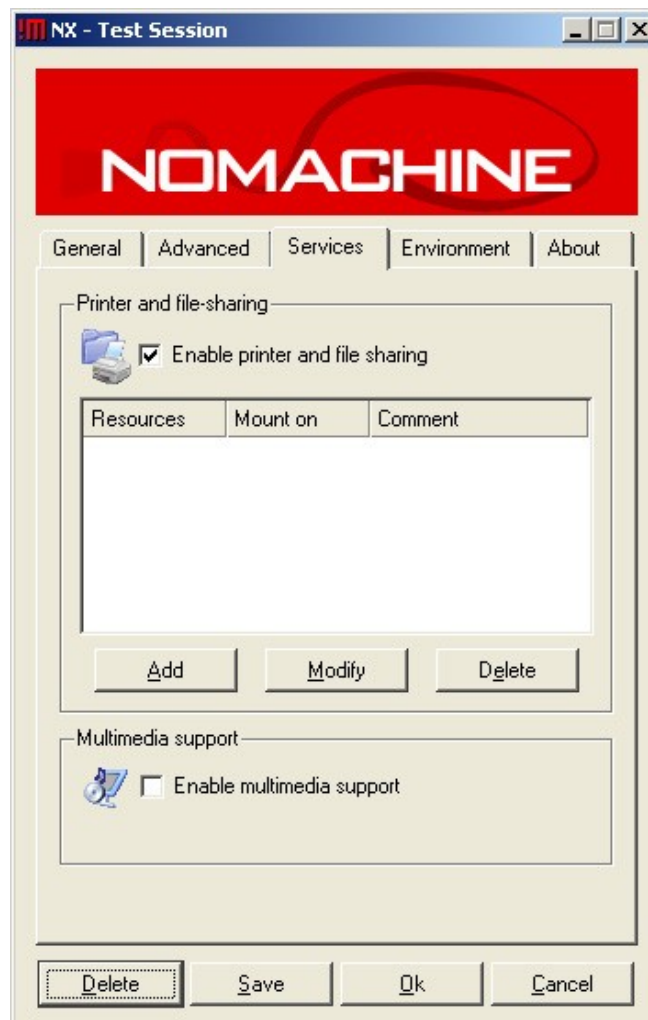 !M NX - Test Session
NOMACHINE
General Advanced Services Environment About
Printer and file-sharing
Enable printer and file sharing
Resources Mount on Comment
Add Modify Delete
Multimedia support
Enable multimedia support
Delete Save Ok Cancel